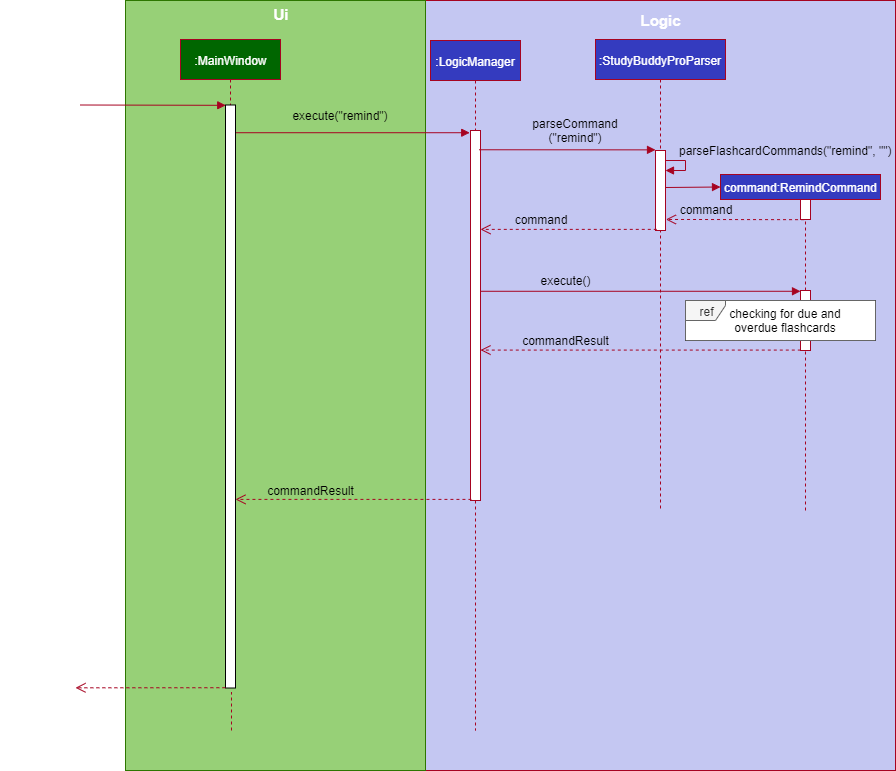 Ui
Logic
:MainWindow
:LogicManager
:StudyBuddyProParser
execute("remind")
parseCommand
("remind")
parseFlashcardCommands("remind", "")
command:RemindCommand
command
command
execute()
ref
checking for due and
overdue flashcards
commandResult
commandResult